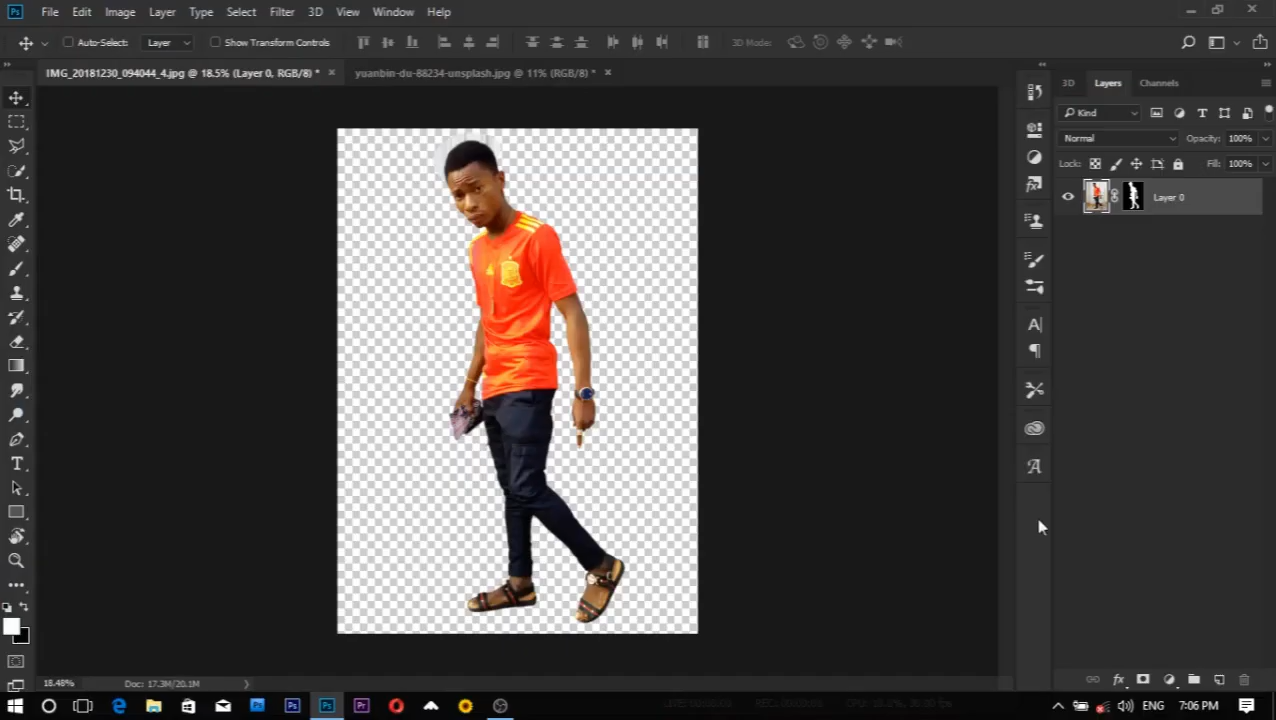 Ps File Edit Image Layer Type Select Filter 3D View Window Help
Auto-Select: Layer Show Transform Controls 3D Mode:
IMG_20181230_094044_4.jpg @ 18.5% (Layer 0, RGB/8) * × yuanbin-du-88234-unsplash.jpg @ 11% (RGB/8) * ×
3D Layers Channels
Kind
Normal Opacity: 100%
Lock: Fill: 100%
Layer 0
18.48% Doc: 17.3M/20.1M
ENG 7:06 PM